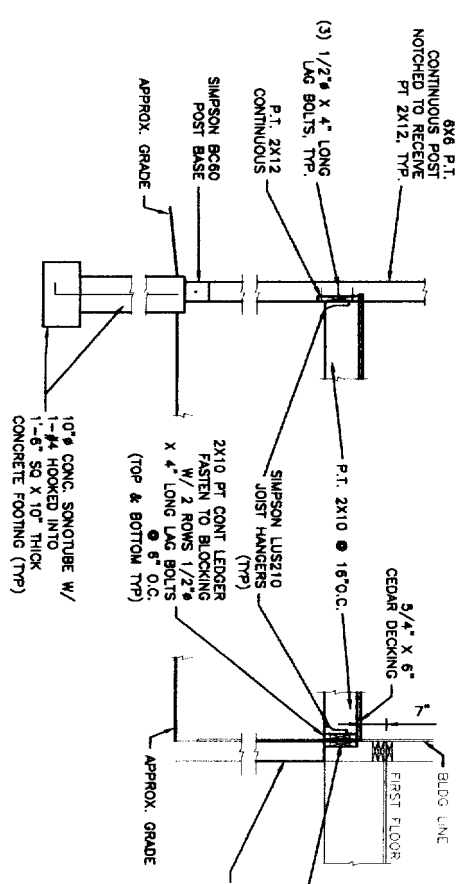 6X6 P.T.
CONTINUOUS POST
NOTCHED TO RECEIVE
PT 2X12, TYP.
(3) 1/2"ø X 4" LONG
LAG BOLTS, TYP.
P.T. 2X12
CONTINUOUS
SIMPSON BC60
POST BASE
APPROX. GRADE
10"ø CONC. SONOTUBE W/
1-#4 HOOKED INTO
1'-6" SQ X 10" THICK
CONCRETE FOOTING (TYP)
P.T. 2X10 @ 16"O.C.
SIMPSON LUS210
JOIST HANGERS
(TYP)
2X10 PT CONT LEDGER
FASTEN TO BLOCKING
W/ 2 ROWS 1/2"ø
X 4" LONG LAG BOLTS
@ 6" O.C.
(TOP & BOTTOM TYP)
5/4" X 6"
CEDAR DECKING
7"
BLDG LINE
FIRST FLOOR
APPROX. GRADE